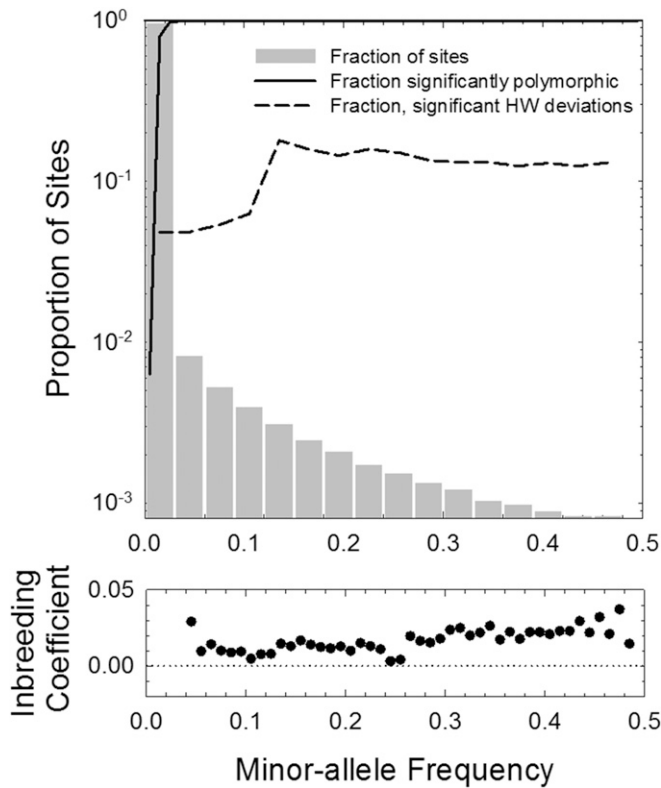 Fraction of sites
Fraction significantly polymorphic
Fraction, significant HW deviations
Proportion of Sites
10^0
10^-1
10^-2
10^-3
0.0 0.1 0.2 0.3 0.4 0.5
Inbreeding
Coefficient
0.05
0.00
0.0 0.1 0.2 0.3 0.4 0.5
Minor-allele Frequency